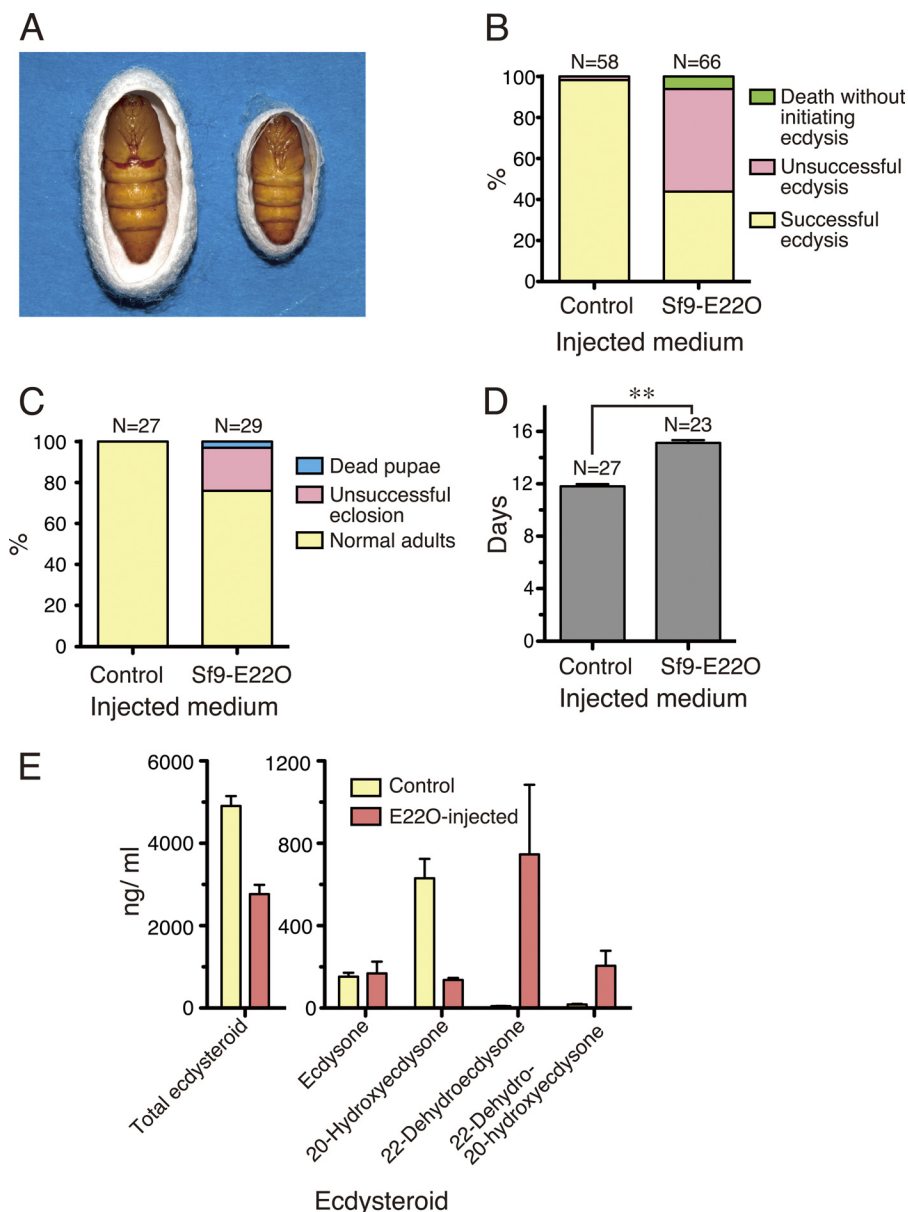 A
B
N=58
N=66
100
80
60
40
20
0
%
Control
Sf9-E22O
Injected medium
Death without
initiating
ecdysis
Unsuccessful
ecdysis
Successful
ecdysis
C
N=27
N=29
100
80
60
40
20
0
%
Control
Sf9-E22O
Injected medium
Dead pupae
Unsuccessful
eclosion
Normal adults
D
**
N=27
N=23
16
12
8
4
0
Days
Control
Sf9-E22O
Injected medium
E
6000
4000
2000
0
ng/ ml
1200
800
400
0
Control
E22O-injected
Total ecdysteroid
Ecdysone
20-Hydroxyecdysone
22-Dehydroecdysone
22-Dehydro-
20-hydroxyecdysone
Ecdysteroid